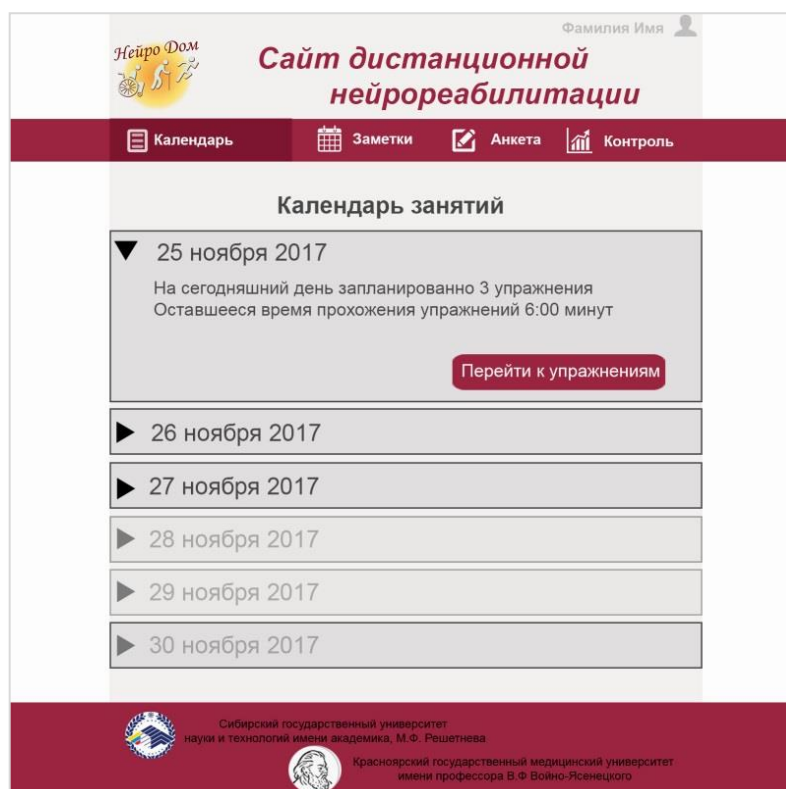 Фамилия Имя
Нейро Дом
Сайт дистанционной
нейрореабилитации
Календарь
Заметки
Анкета
Контроль
Календарь занятий
25 ноября 2017
На сегодняшний день запланированно 3 упражнения
Оставшееся время прохожения упражнений 6:00 минут
Перейти к упражнениям
26 ноября 2017
27 ноября 2017
28 ноября 2017
29 ноября 2017
30 ноября 2017
Сибирский государственный университет
науки и технологий имени академика, М.Ф. Решетнева
Красноярский государственный медицинский университет
имени профессора В.Ф Войно-Ясенецкого